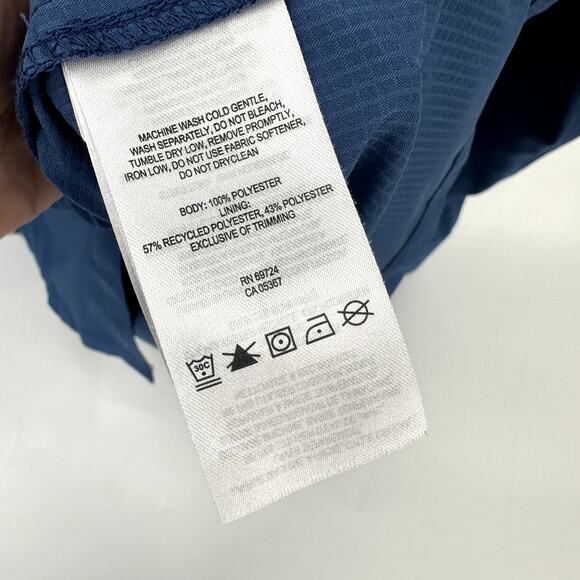 MACHINE WASH COLD GENTLE,
WASH SEPARATELY, DO NOT BLEACH,
TUMBLE DRY LOW, REMOVE PROMPTLY,
IRON LOW, DO NOT USE FABRIC SOFTENER,
DO NOT DRYCLEAN
BODY: 100% POLYESTER
LINING:
57% RECYCLED POLYESTER, 43% POLYESTER
EXCLUSIVE OF TRIMMING
RN 69724
CA 05367
30C